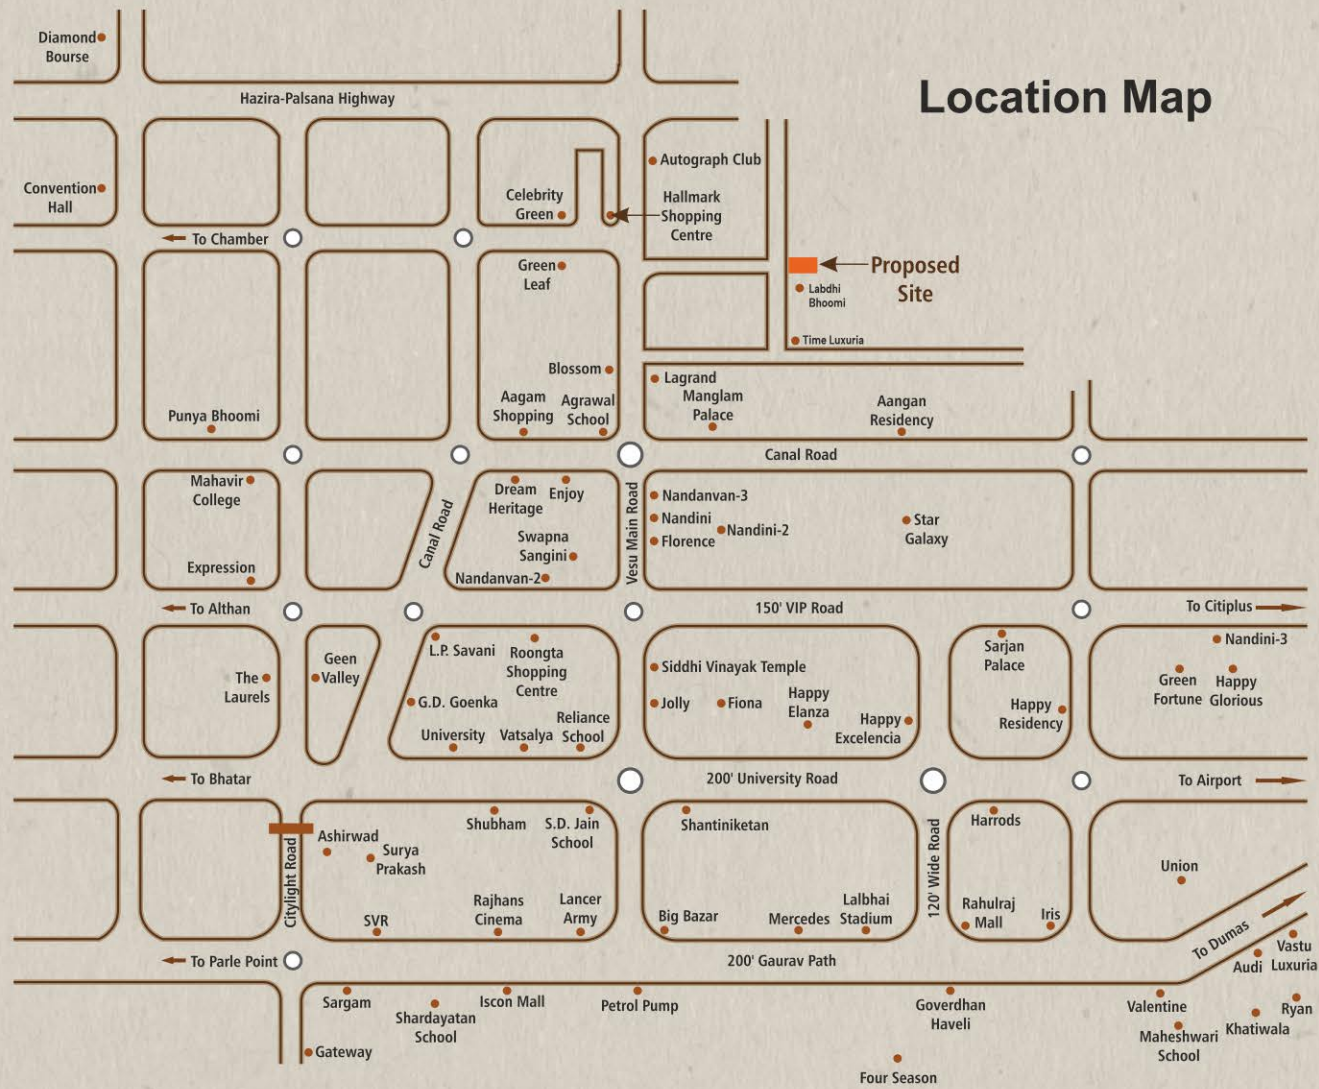 Location Map
Diamond
Bourse
Hazira-Palsana Highway
Autograph Club
Convention
Hall
Celebrity
Green
Hallmark
Shopping
Centre
To Chamber
Green
Leaf
Proposed
Site
Labdhi
Bhoomi
Time Luxuria
Blossom
Lagrand
Aagam
Shopping
Agrawal
School
Manglam
Palace
Aangan
Residency
Punya Bhoomi
Canal Road
Mahavir
College
Dream
Heritage
Enjoy
Canal Road
Vesu Main Road
Nandanvan-3
Nandini
Nandini-2
Florence
Star
Galaxy
Swapna
Sangini
Nandanvan-2
Expression
To Althan
150' VIP Road
To Citiplus
L.P. Savani
Roongta
Shopping
Centre
Sarjan
Palace
Nandini-3
Geen
Valley
The
Laurels
Siddhi Vinayak Temple
Green
Fortune
Happy
Glorious
G.D. Goenka
Jolly
Fiona
Happy
Elanza
Happy
Excelencia
Happy
Residency
University
Vatsalya
Reliance
School
To Bhatar
200' University Road
To Airport
Shubham
S.D. Jain
School
Shantiniketan
Harrods
Ashirwad
Surya
Prakash
Citylight Road
120' Wide Road
Union
SVR
Rajhans
Cinema
Lancer
Army
Big Bazar
Mercedes
Lalbhai
Stadium
Rahulraj
Mall
Iris
To Dumas
To Parle Point
200' Gaurav Path
Audi
Vastu
Luxuria
Sargam
Shardayatan
School
Iscon Mall
Petrol Pump
Goverdhan
Haveli
Valentine
Maheshwari
School
Khatiwala
Ryan
Gateway
Four Season